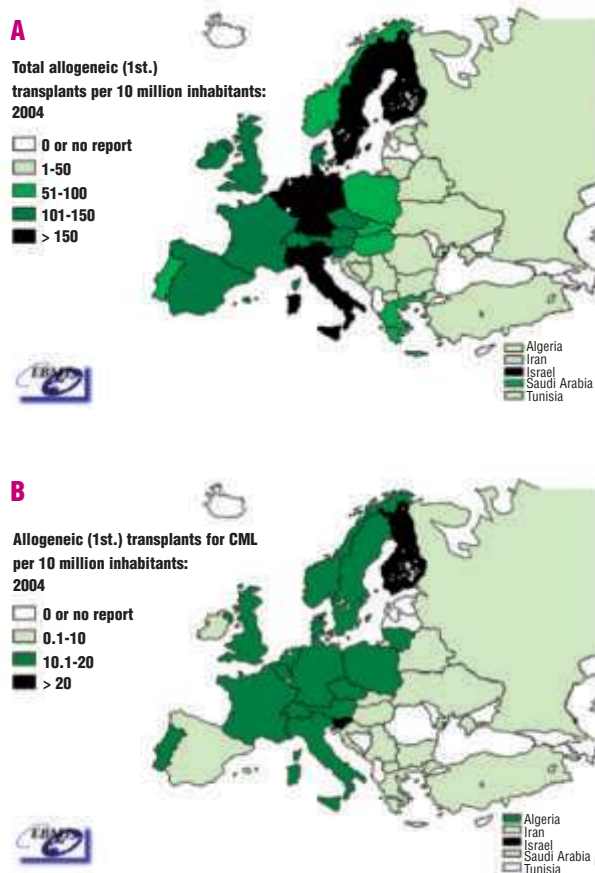 A
Total allogeneic (1st.)
transplants per 10 million inhabitants:
2004
0 or no report
1-50
51-100
101-150
> 150
Algeria
Iran
Israel
Saudi Arabia
Tunisia
B
Allogeneic (1st.) transplants for CML
per 10 million inhabitants:
2004
0 or no report
0.1-10
10.1-20
> 20
Algeria
Iran
Israel
Saudi Arabia
Tunisia